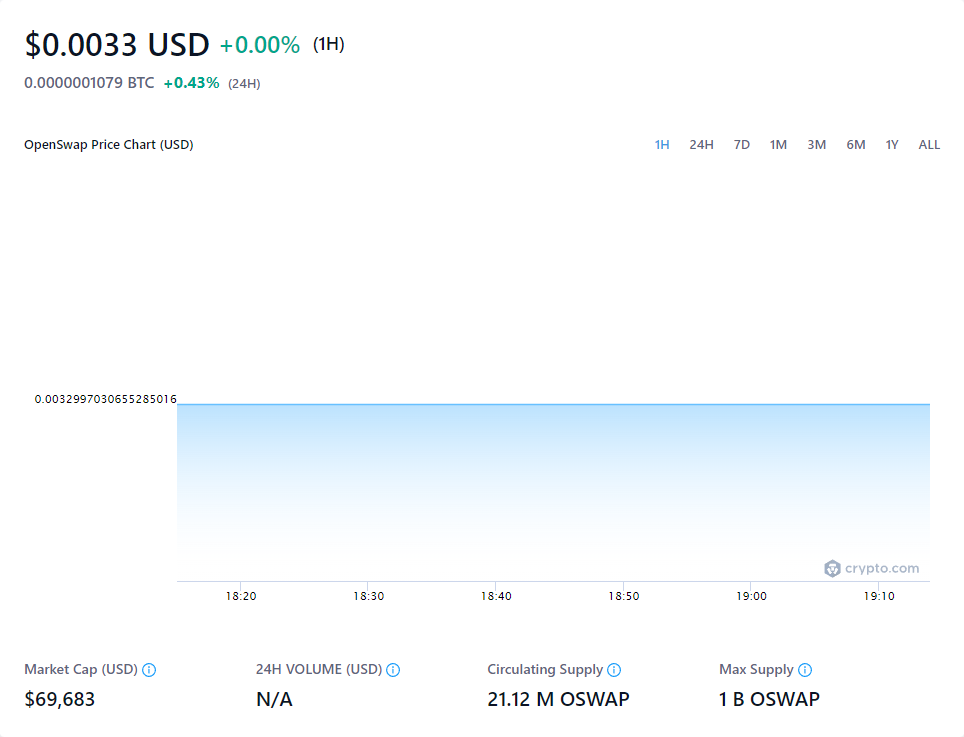 $0.0033 USD +0.00% (1H)
0.0000001079 BTC +0.43% (24H)
OpenSwap Price Chart (USD) 1H 24H 7D 1M 3M 6M 1Y ALL
0.0032997030655285016
crypto.com
18:20 18:30 18:40 18:50 19:00 19:10
Market Cap (USD) 24H VOLUME (USD) Circulating Supply Max Supply
$69,683 N/A 21.12 M OSWAP 1 B OSWAP